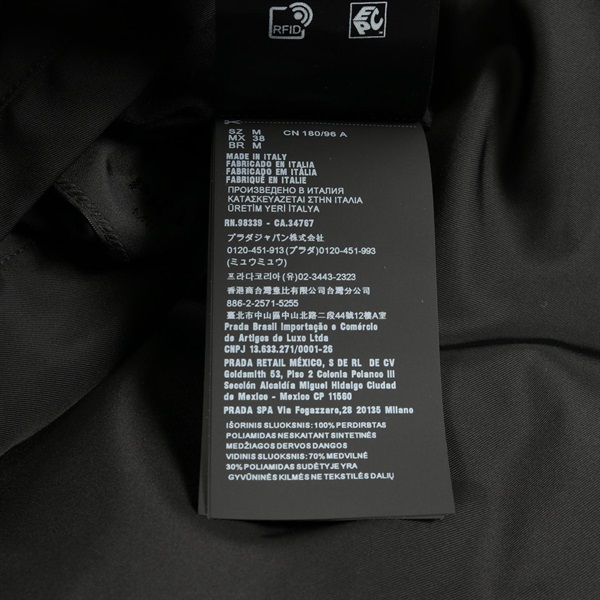 RFID
EPC
SZ M CN 180/96 A
MX 38
BR M
MADE IN ITALY
FABRICADO EN ITALIA
FABRICADO EM ITÁLIA
FABRIQUÉ EN ITALIE
ПРОИЗВЕДЕНО В ИТАЛИЯ
ΚΑΤΑΣΚΕΥΑΖΕΤΑΙ ΣΤΗΝ ΙΤΑΛΙΑ
ÜRETİM YERİ İTALYA
RN.98339 - CA.34767
プラダジャパン株式会社
0120-451-913 (プラダ)0120-451-993
(ミュウミュウ)
프라다코리아 (유) 02-3443-2323
香港商台灣普比有限公司台灣分公司
886-2-2571-5255
臺北市中山區中山北路二段44號12樓A室
Prada Brasil Importação e Comércio
de Artigos de Luxo Ltda
CNPJ 13.633.271/0001-26
PRADA RETAIL MÉXICO, S DE RL DE CV
Goldsmith 53, Piso 2 Colonia Polanco III
Sección Alcaldía Miguel Hidalgo Ciudad
de Mexico - Mexico CP 11560
PRADA SPA Via Fogazzaro,28 20135 Milano
IŠORINIS SLUOKSNIS: 100% PERDIRBTAS
POLIAMIDAS NESKAITANT SINTETINĖS
MEDŽIAGOS DERVOS DANGOS
VIDINIS SLUOKSNIS: 70% MEDVILNĖ
30% POLIAMIDAS SUDĖTYJE YRA
GYVŪNINĖS KILMĖS NE TEKSTILĖS DALIŲ